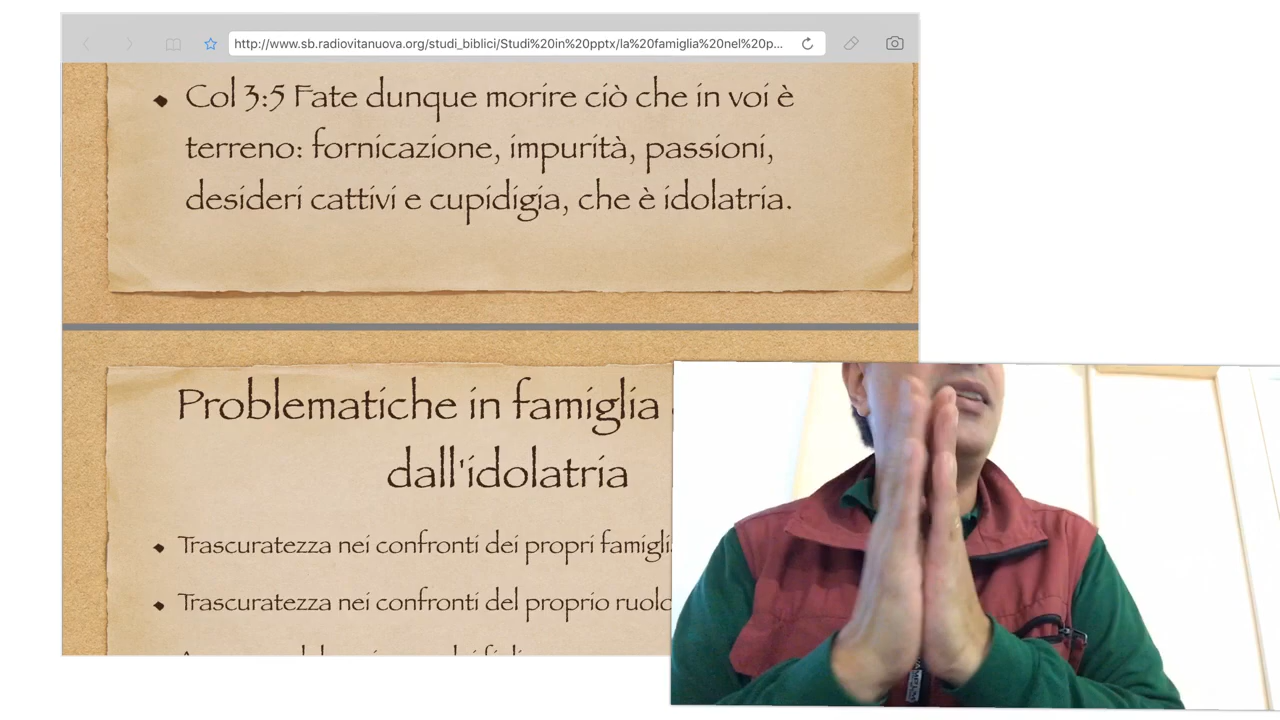 http://www.sb.radiovitanuova.org/studi_biblici/Studi%20in%20pptx/la%20famiglia%20nel%20p...
Col 3:5 Fate dunque morire ciò che in voi è
terreno: fornicazione, impurità, passioni,
desideri cattivi e cupidigia, che è idolatria.
Problematiche in famiglia
dall'idolatria
Trascuratezza nei confronti dei propri
Trascuratezza nei confronti del proprio ruolo